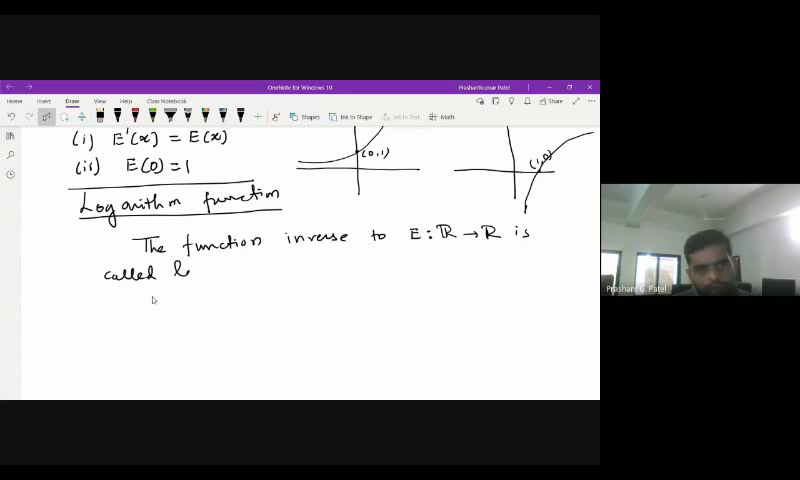 OneNote for Windows 10
Prashantkumar Patel
Home Insert Draw View Help Class Notebook
Share
Shapes Ink to Shape Ink to Text Math
(i) E'(x) = E(x)
(ii) E(0) = 1
(0,1)
(1,0)
Logarithm function
The function inverse to E : ℝ → ℝ is
called l
Prashant G. Patel